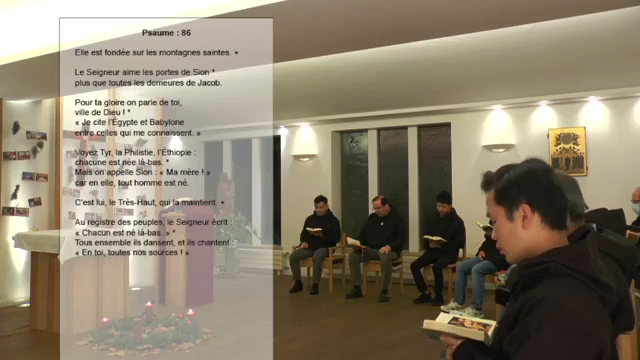 Psaume : 86
Elle est fondée sur les montagnes saintes. +
Le Seigneur aime les portes de Sion *
plus que toutes les demeures de Jacob.
Pour ta gloire on parle de toi,
ville de Dieu ! *
« Je cite l'Égypte et Babylone
entre celles qui me connaissent. »
Voyez Tyr, la Philistie, l'Éthiopie :
chacune est née là-bas. *
Mais on appelle Sion : « Ma mère ! »
car en elle, tout homme est né.
C'est lui, le Très-Haut, qui la maintient. +
Au registre des peuples, le Seigneur écrit :
« Chacun est né là-bas. » *
Tous ensemble ils dansent, et ils chantent :
« En toi, toutes nos sources ! »